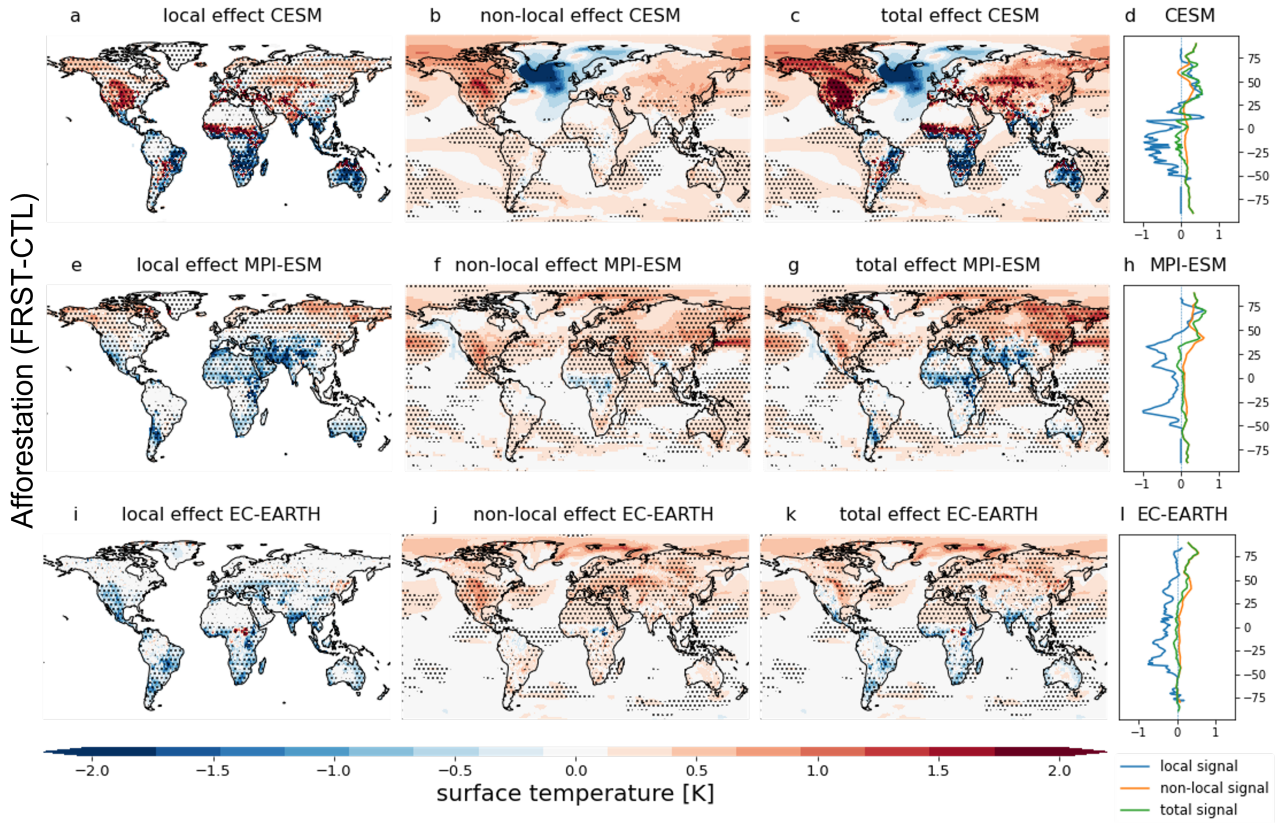 a local effect CESM
b non-local effect CESM
c total effect CESM
d CESM
75
50
25
0
−25
−50
−75
−1 0 1
e local effect MPI-ESM
f non-local effect MPI-ESM
g total effect MPI-ESM
h MPI-ESM
75
50
25
0
−25
−50
−75
−1 0 1
i local effect EC-EARTH
j non-local effect EC-EARTH
k total effect EC-EARTH
l EC-EARTH
75
50
25
0
−25
−50
−75
−1 0 1
Afforestation (FRST-CTL)
−2.0 −1.5 −1.0 −0.5 0.0 0.5 1.0 1.5 2.0
surface temperature [K]
local signal
non-local signal
total signal